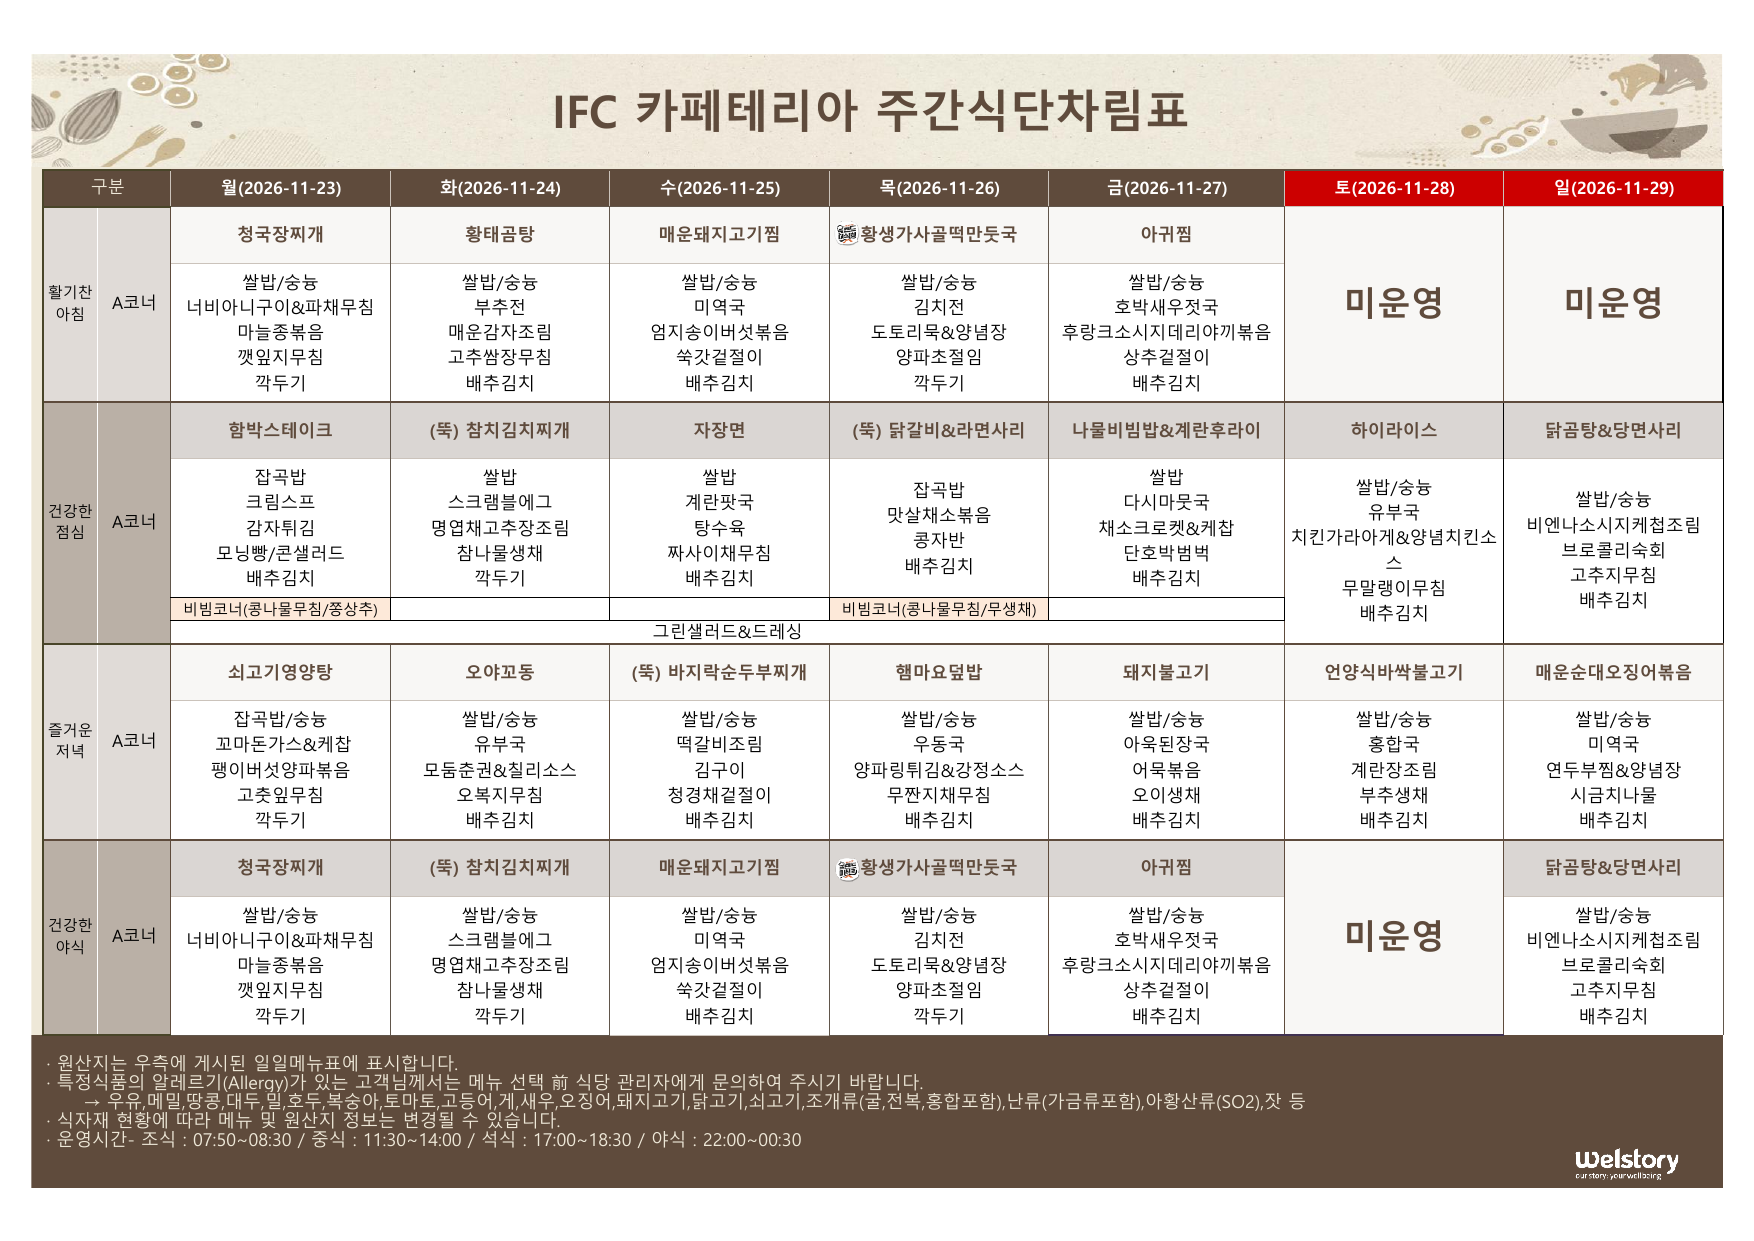 IFC 카페테리아 주간식단차림표
구분 월(2026-11-23) 화(2026-11-24) 수(2026-11-25) 목(2026-11-26) 금(2026-11-27) 토(2026-11-28) 일(2026-11-29)
활기찬
아침
A코너
청국장찌개
쌀밥/숭늉
너비아니구이&파채무침
마늘종볶음
깻잎지무침
깍두기
황태곰탕
쌀밥/숭늉
부추전
매운감자조림
고추쌈장무침
배추김치
매운돼지고기찜
쌀밥/숭늉
미역국
엄지송이버섯볶음
쑥갓겉절이
배추김치
황생가사골떡만둣국
쌀밥/숭늉
김치전
도토리묵&양념장
양파초절임
깍두기
아귀찜
쌀밥/숭늉
호박새우젓국
후랑크소시지데리야끼볶음
상추겉절이
배추김치
미운영
미운영
건강한
점심
A코너
함박스테이크
잡곡밥
크림스프
감자튀김
모닝빵/콘샐러드
배추김치
비빔코너(콩나물무침/쫑상추)
(뚝) 참치김치찌개
쌀밥
스크램블에그
명엽채고추장조림
참나물생채
깍두기
자장면
쌀밥
계란팟국
탕수육
짜사이채무침
배추김치
(뚝) 닭갈비&라면사리
잡곡밥
맛살채소볶음
콩자반
배추김치
비빔코너(콩나물무침/무생채)
나물비빔밥&계란후라이
쌀밥
다시마뭇국
채소크로켓&케찹
단호박범벅
배추김치
그린샐러드&드레싱
하이라이스
쌀밥/숭늉
유부국
치킨가라아게&양념치킨소
스
무말랭이무침
배추김치
닭곰탕&당면사리
쌀밥/숭늉
비엔나소시지케첩조림
브로콜리숙회
고추지무침
배추김치
즐거운
저녁
A코너
쇠고기영양탕
잡곡밥/숭늉
꼬마돈가스&케찹
팽이버섯양파볶음
고춧잎무침
깍두기
오야꼬동
쌀밥/숭늉
유부국
모둠춘권&칠리소스
오복지무침
배추김치
(뚝) 바지락순두부찌개
쌀밥/숭늉
떡갈비조림
김구이
청경채겉절이
배추김치
햄마요덮밥
쌀밥/숭늉
우동국
양파링튀김&강정소스
무짠지채무침
배추김치
돼지불고기
쌀밥/숭늉
아욱된장국
어묵볶음
오이생채
배추김치
언양식바싹불고기
쌀밥/숭늉
홍합국
계란장조림
부추생채
배추김치
매운순대오징어볶음
쌀밥/숭늉
미역국
연두부찜&양념장
시금치나물
배추김치
건강한
야식
A코너
청국장찌개
쌀밥/숭늉
너비아니구이&파채무침
마늘종볶음
깻잎지무침
깍두기
(뚝) 참치김치찌개
쌀밥/숭늉
스크램블에그
명엽채고추장조림
참나물생채
깍두기
매운돼지고기찜
쌀밥/숭늉
미역국
엄지송이버섯볶음
쑥갓겉절이
배추김치
황생가사골떡만둣국
쌀밥/숭늉
김치전
도토리묵&양념장
양파초절임
깍두기
아귀찜
쌀밥/숭늉
호박새우젓국
후랑크소시지데리야끼볶음
상추겉절이
배추김치
미운영
닭곰탕&당면사리
쌀밥/숭늉
비엔나소시지케첩조림
브로콜리숙회
고추지무침
배추김치
· 원산지는 우측에 게시된 일일메뉴표에 표시합니다.
· 특정식품의 알레르기(Allergy)가 있는 고객님께서는 메뉴 선택 前 식당 관리자에게 문의하여 주시기 바랍니다.
→ 우유,메밀,땅콩,대두,밀,호두,복숭아,토마토,고등어,게,새우,오징어,돼지고기,닭고기,쇠고기,조개류(굴,전복,홍합포함),난류(가금류포함),아황산류(SO2),잣 등
· 식자재 현황에 따라 메뉴 및 원산지 정보는 변경될 수 있습니다.
· 운영시간- 조식 : 07:50~08:30 / 중식 : 11:30~14:00 / 석식 : 17:00~18:30 / 야식 : 22:00~00:30
welstory
our story: your wellbeing